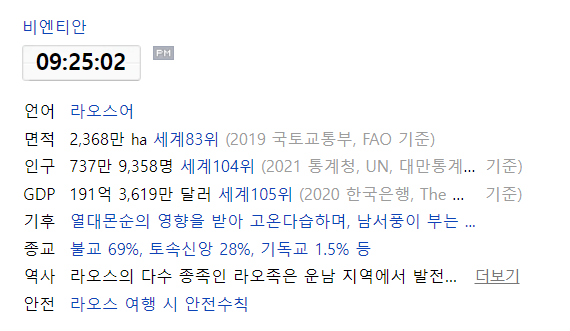 비엔티안
09:25:02 PM
언어 라오스어
면적 2,368만 ha 세계83위 (2019 국토교통부, FAO 기준)
인구 737만 9,358명 세계104위 (2021 통계청, UN, 대만통계... 기준)
GDP 191억 3,619만 달러 세계105위 (2020 한국은행, The ... 기준)
기후 열대몬순의 영향을 받아 고온다습하며, 남서풍이 부는 ...
종교 불교 69%, 토속신앙 28%, 기독교 1.5% 등
역사 라오스의 다수 종족인 라오족은 운남 지역에서 발전... 더보기
안전 라오스 여행 시 안전수칙